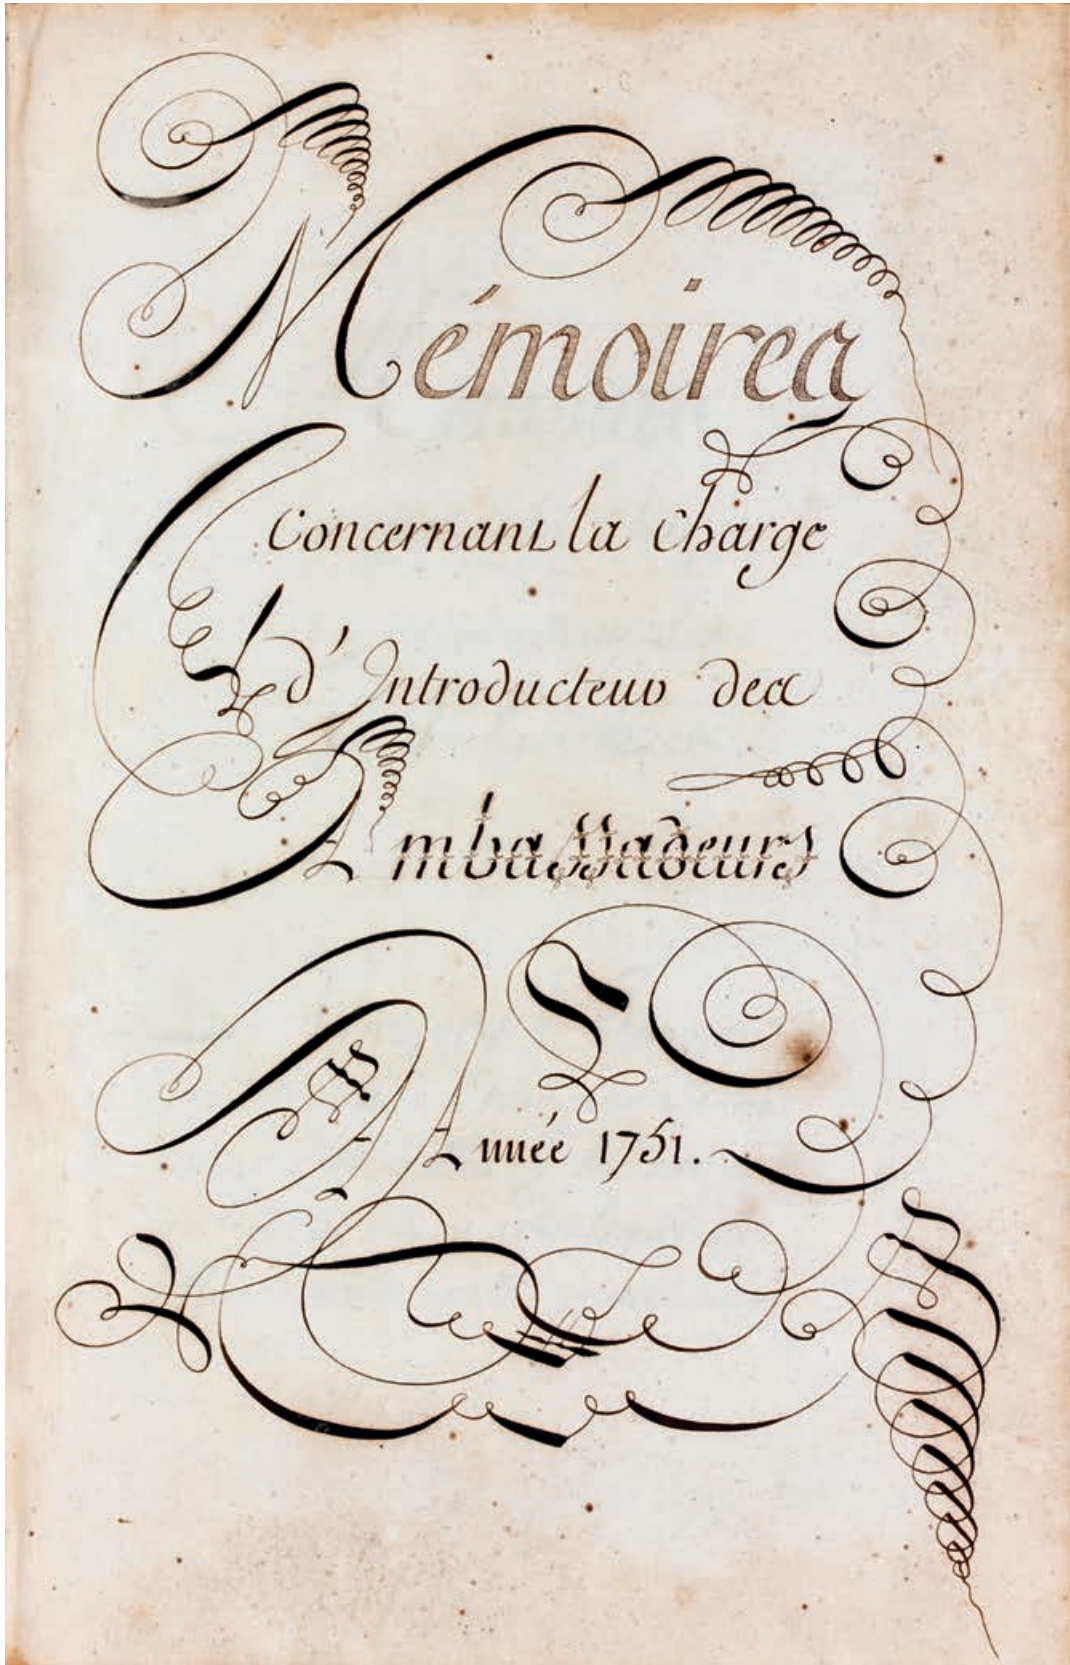 Mémoires
Concernant la Charge
d'Introducteur des
Ambassadeurs
Année 1751.